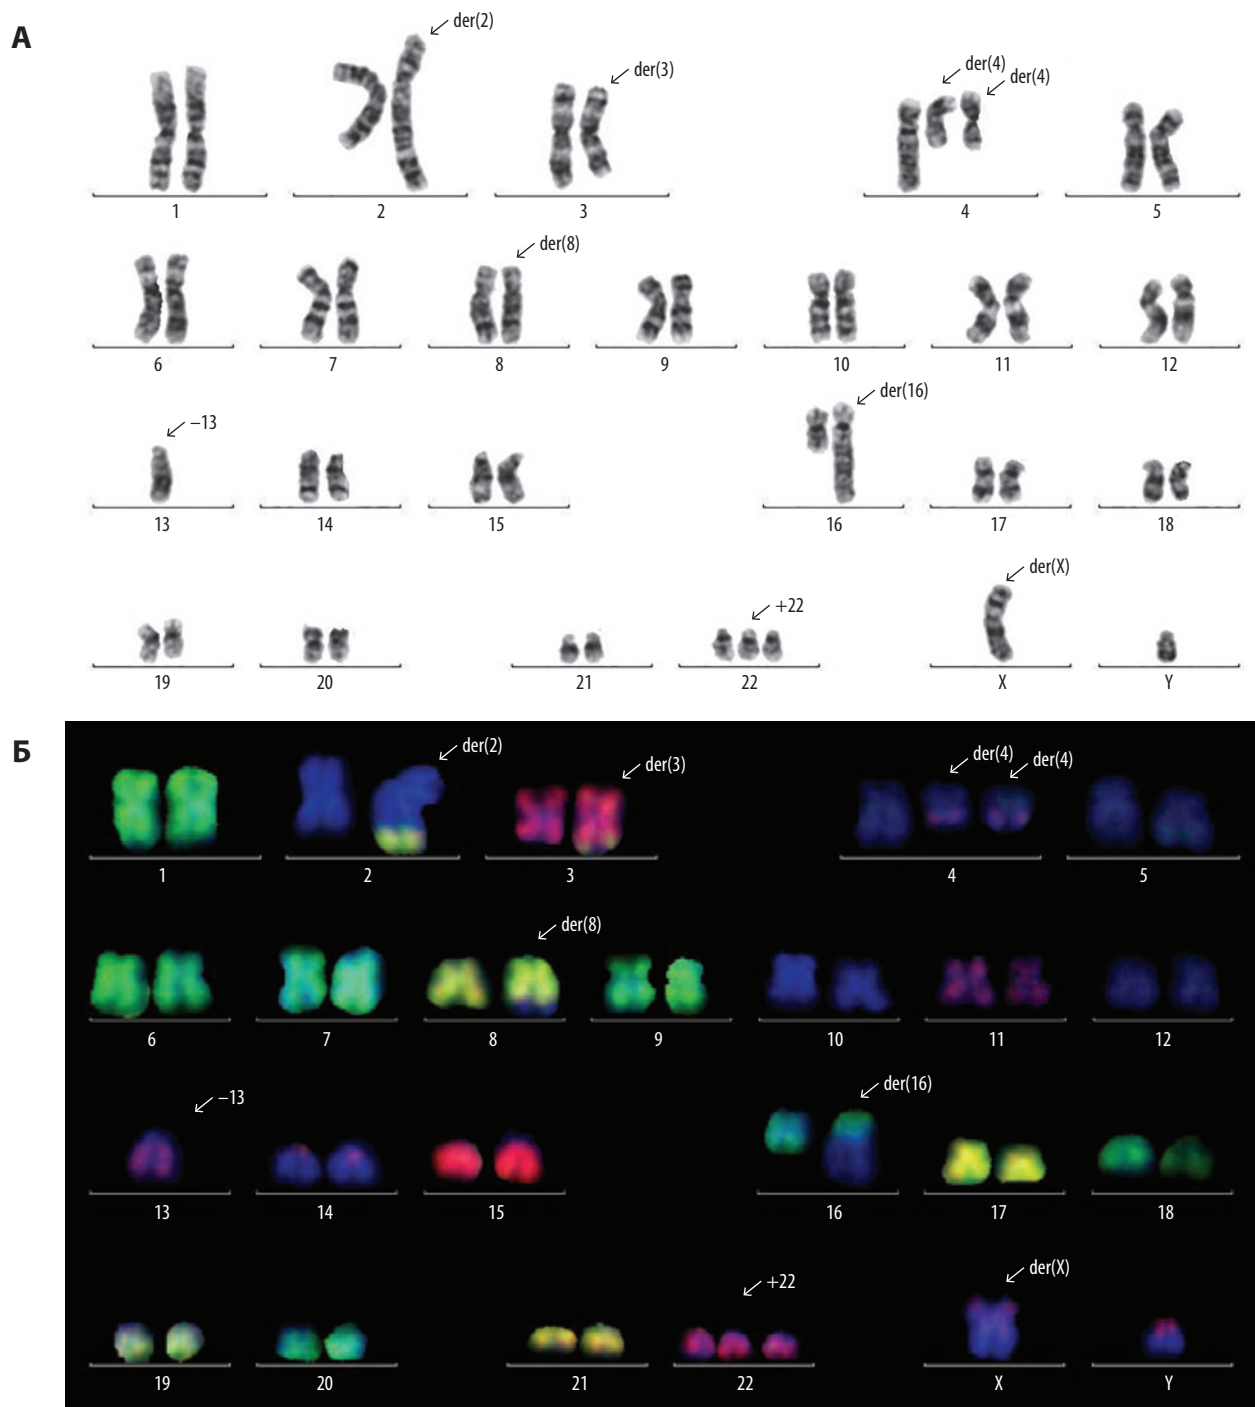 А
der(2)
der(3)
der(4)
der(4)
1
2
3
4
5
der(8)
6
7
8
9
10
11
12
–13
der(16)
13
14
15
16
17
18
+22
der(X)
19
20
21
22
X
Y
Б
der(2)
der(3)
der(4)
der(4)
1
2
3
4
5
der(8)
6
7
8
9
10
11
12
–13
der(16)
13
14
15
16
17
18
+22
der(X)
19
20
21
22
X
Y